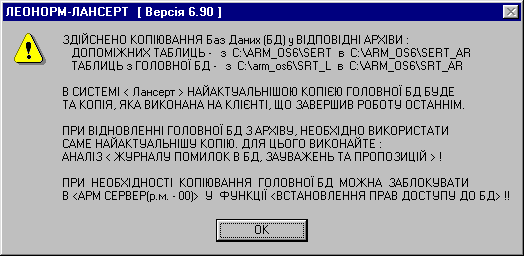 ЛЕОНОРМ-ЛАНСЕРТ [ Версія 6.90 ]
ЗДІЙСНЕНО КОПІЮВАННЯ Баз Даних (БД) у ВІДПОВІДНІ АРХІВИ :
ДОПОМІЖНИХ ТАБЛИЦЬ - з C:\ARM_OS6\SERT в C:\ARM_OS6\SERT_AR
ТАБЛИЦЬ з ГОЛОВНОЇ БД - з C:\arm_os6\SRT_L в C:\ARM_OS6\SRT_AR
В СИСТЕМІ < Лансерт > НАЙАКТУАЛЬНІШОЮ КОПІЄЮ ГОЛОВНОЇ БД БУДЕ
ТА КОПІЯ, ЯКА ВИКОНАНА НА КЛІЄНТІ, ЩО ЗАВЕРШИВ РОБОТУ ОСТАННІМ.
ПРИ ВІДНОВЛЕННІ ГОЛОВНОЇ БД З АРХІВУ, НЕОБХІДНО ВИКОРИСТАТИ
САМЕ НАЙАКТУАЛЬНІШУ КОПІЮ. ДЛЯ ЦЬОГО ВИКОНАЙТЕ :
АНАЛІЗ < ЖУРНАЛУ ПОМИЛОК В БД, ЗАУВАЖЕНЬ ТА ПРОПОЗИЦІЙ > !
ПРИ НЕОБХІДНОСТІ КОПІЮВАННЯ ГОЛОВНОЇ БД МОЖНА ЗАБЛОКУВАТИ
В <АРМ СЕРВЕР(р.м. - 00)> У ФУНКЦІЇ <ВСТАНОВЛЕННЯ ПРАВ ДОСТУПУ ДО БД> !!
OK